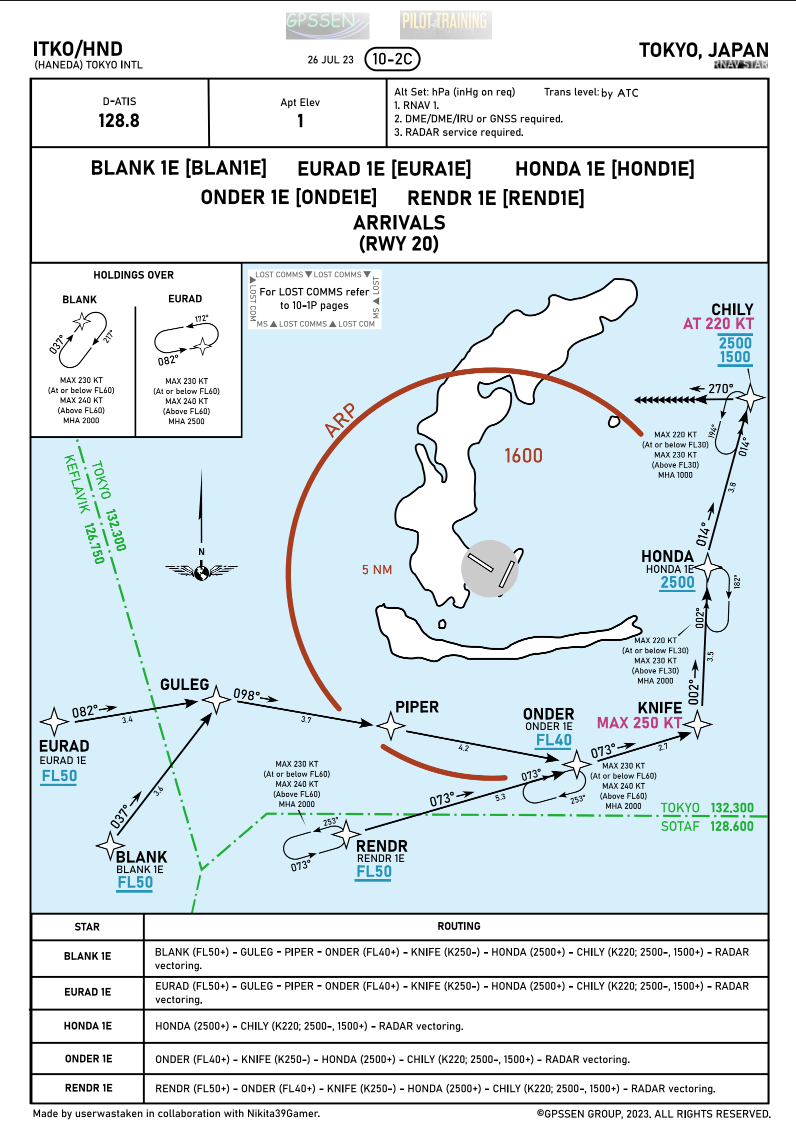 GPSSEN
PILOT TRAINING
ITKO/HND
(HANEDA) TOKYO INTL
26 JUL 23
10-2C
TOKYO, JAPAN
RNAV STAR
D-ATIS
128.8
Apt Elev
1
Alt Set: hPa (inHg on req) Trans level: by ATC
1. RNAV 1.
2. DME/DME/IRU or GNSS required.
3. RADAR service required.
BLANK 1E [BLAN1E] EURAD 1E [EURA1E] HONDA 1E [HOND1E]
ONDER 1E [ONDE1E] RENDR 1E [REND1E]
ARRIVALS
(RWY 20)
HOLDINGS OVER
BLANK
037°
217°
MAX 230 KT
(At or below FL60)
MAX 240 KT
(Above FL60)
MHA 2000
EURAD
172°
082°
MAX 230 KT
(At or below FL60)
MAX 240 KT
(Above FL60)
MHA 2500
LOST COMMS ▼ LOST COMMS ▼
LOST COM
For LOST COMMS refer
to 10-1P pages
LOST
MS ▲
MS ▲ LOST COMMS ▲ LOST COM
CHILY
AT 220 KT
2500
1500
270°
194°
014°
MAX 220 KT
(At or below FL30)
MAX 230 KT
(Above FL30)
MHA 1000
3.8
014°
ARP
1600
5 NM
TOKYO 132,300
KEFLAVIK 126.750
N
HONDA
HONDA 1E
2500
182°
002°
MAX 220 KT
(At or below FL30)
MAX 230 KT
(Above FL30)
MHA 2000
3.5
002°
GULEG
082°
3.4
098°
3.7
EURAD
EURAD 1E
FL50
PIPER
4.2
ONDER
ONDER 1E
FL40
KNIFE
MAX 250 KT
073°
2.7
037°
3.6
MAX 230 KT
(At or below FL60)
MAX 240 KT
(Above FL60)
MHA 2000
073°
5.3
073°
253°
MAX 230 KT
(At or below FL60)
MAX 240 KT
(Above FL60)
MHA 2000
TOKYO 132,300
SOTAF 128.600
253°
073°
BLANK
BLANK 1E
FL50
RENDR
RENDR 1E
FL50
STAR ROUTING
BLANK 1E BLANK (FL50+) - GULEG - PIPER - ONDER (FL40+) - KNIFE (K250-) - HONDA (2500+) - CHILY (K220; 2500-, 1500+) - RADAR
vectoring.
EURAD 1E EURAD (FL50+) - GULEG - PIPER - ONDER (FL40+) - KNIFE (K250-) - HONDA (2500+) - CHILY (K220; 2500-, 1500+) - RADAR
vectoring.
HONDA 1E HONDA (2500+) - CHILY (K220; 2500-, 1500+) - RADAR vectoring.
ONDER 1E ONDER (FL40+) - KNIFE (K250-) - HONDA (2500+) - CHILY (K220; 2500-, 1500+) - RADAR vectoring.
RENDR 1E RENDR (FL50+) - ONDER (FL40+) - KNIFE (K250-) - HONDA (2500+) - CHILY (K220; 2500-, 1500+) - RADAR vectoring.
Made by userwastaken in collaboration with Nikita39Gamer.
©GPSSEN GROUP, 2023. ALL RIGHTS RESERVED.